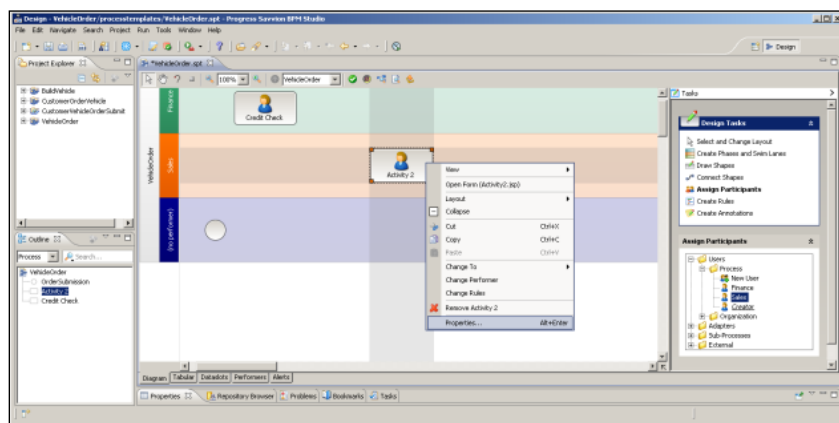 Design - VehicleOrder/processtemplates/VehicleOrder.spt - Progress Savvion BPM Studio
File Edit Navigate Search Project Run Tools Window Help
Design
Project Explorer
*VehicleOrder.spt
Tasks
100%
VehicleOrder
BuildVehicle
CustomerOrderVehicle
CustomerVehicleOrderSubmit
VehicleOrder
Finance
Credit Check
VehicleOrder
Sales
Activity 2
(no performer)
View
Open Form (Activity2.jsp)
Layout
Collapse
Cut Ctrl+X
Copy Ctrl+C
Paste Ctrl+V
Change To
Change Performer
Change Rules
Remove Activity 2
Properties... Alt+Enter
Design Tasks
Select and Change Layout
Create Phases and Swim Lanes
Draw Shapes
Connect Shapes
Assign Participants
Create Rules
Create Annotations
Assign Participants
Users
Process
New User
Finance
Sales
Creator
Organization
Adapters
Sub-Processes
External
Outline
Process
Search...
VehicleOrder
OrderSubmission
Activity 2
Credit Check
Diagram Tabular Dataslots Performers Alerts
Properties Repository Browser Problems Bookmarks Tasks